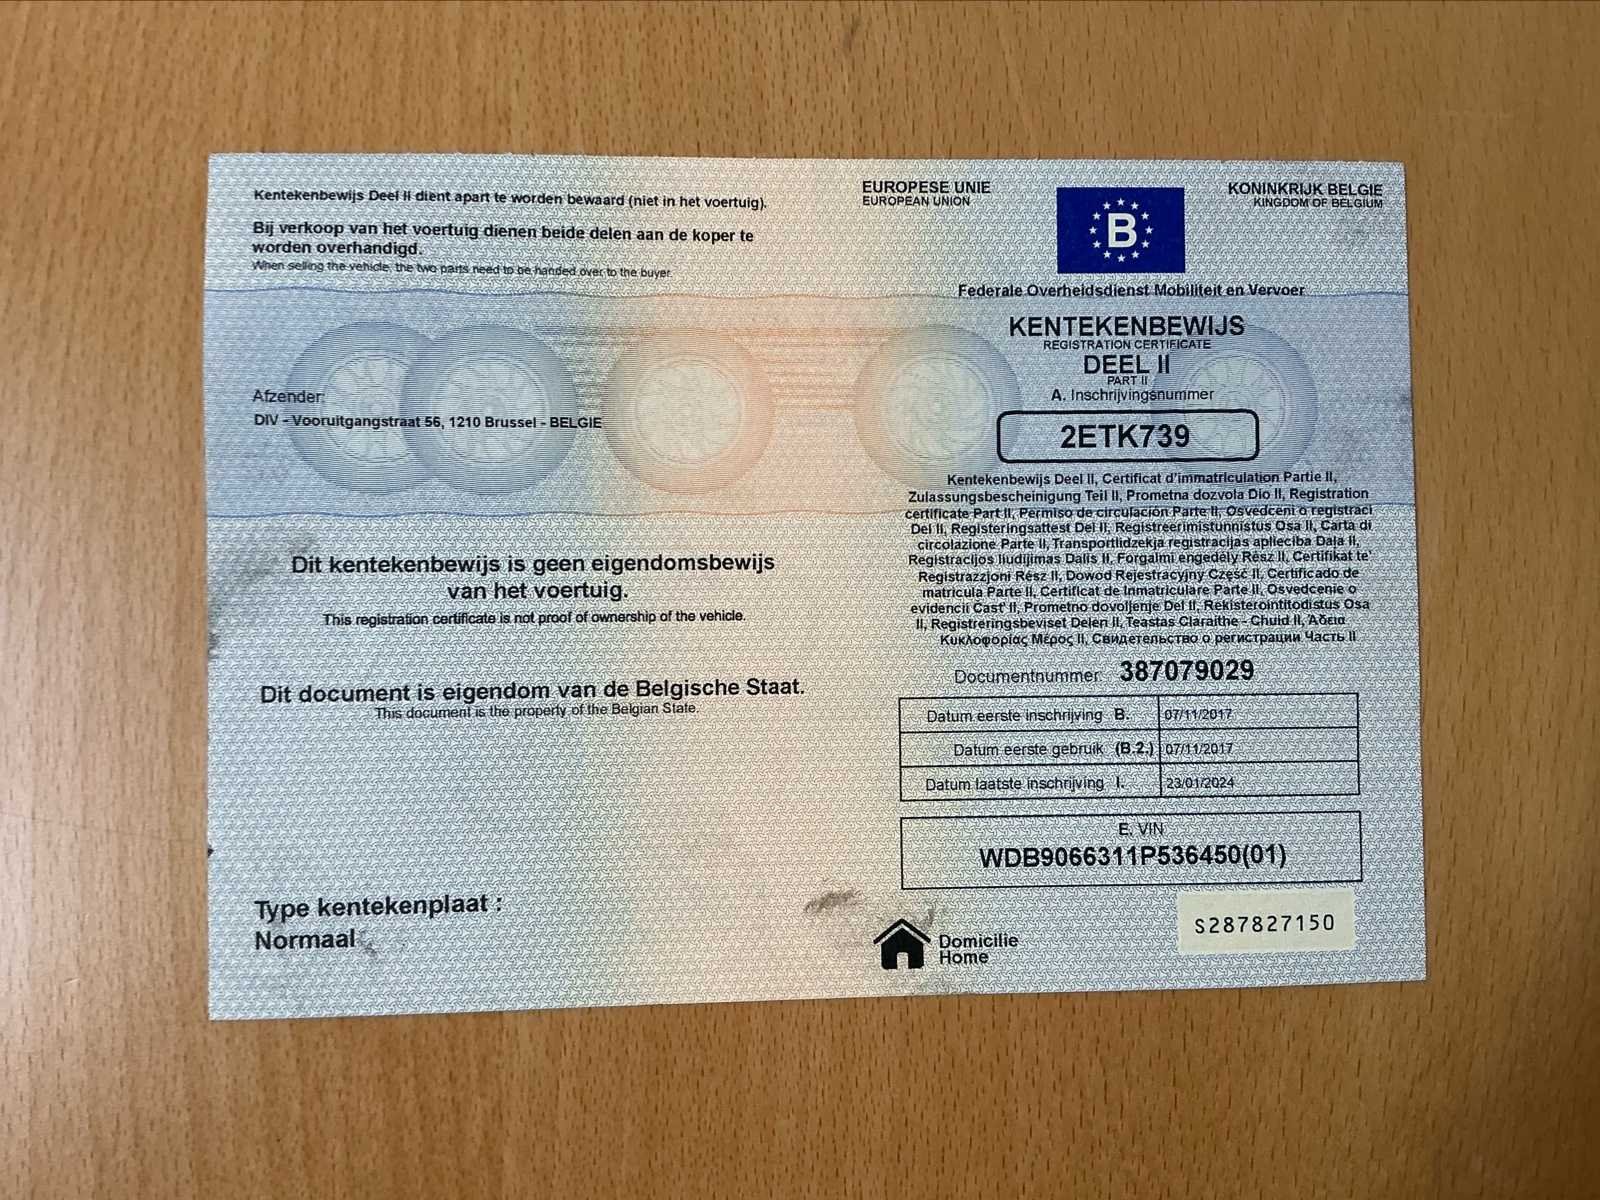 Kentekenbewijs Deel II dient apart te worden bewaard (niet in het voertuig).
Bij verkoop van het voertuig dienen beide delen aan de koper te
worden overhandigd.
When selling the vehicle, the two parts need to be handed over to the buyer.
Afzender:
DIV - Vooruitgangstraat 56, 1210 Brussel - BELGIE
Dit kentekenbewijs is geen eigendomsbewijs
van het voertuig.
This registration certificate is not proof of ownership of the vehicle.
Dit document is eigendom van de Belgische Staat.
This document is the property of the Belgian State.
Type kentekenplaat :
Normaal
EUROPESE UNIE
EUROPEAN UNION
B
KONINKRIJK BELGIE
KINGDOM OF BELGIUM
Federale Overheidsdienst Mobiliteit en Vervoer
KENTEKENBEWIJS
REGISTRATION CERTIFICATE
DEEL II
PART II
A. Inschrijvingsnummer
2ETK739
Kentekenbewijs Deel II, Certificat d'immatriculation Partie II,
Zulassungsbescheinigung Teil II, Prometna dozvola Dio II, Registration
certificate Part II, Permiso de circulación Parte II, Osvedceni o registraci
Del II, Registeringsattest Del II, Registreerimistunnistus Osa II, Carta di
circolazione Parte II, Transportlidzekja registracijas aplieciba Dala II,
Registracijos liudijimas Dalis II, Forgalmi engedély Rész II, Certifikat te'
Registrazzjoni Rész II, Dowod Rejestracyjny Część II, Certificado de
matricula Parte II, Certificat de Inmatriculare Parte II, Osvedcenie o
evidencii Čast' II, Prometno dovoljenje Del II, Rekisterointitodistus Osa
II, Registreringsbeviset Delen II, Teastas Claraithe - Chuid II, Άδεια
Κυκλοφορίας Μέρος II, Свидетельство о регистрации Часть II
Documentnummer: 387079029
Datum eerste inschrijving B. 07/11/2017
Datum eerste gebruik (B.2.) 07/11/2017
Datum laatste inschrijving I. 23/01/2024
E. VIN
WDB9066311P536450(01)
Domicilie
Home
S287827150